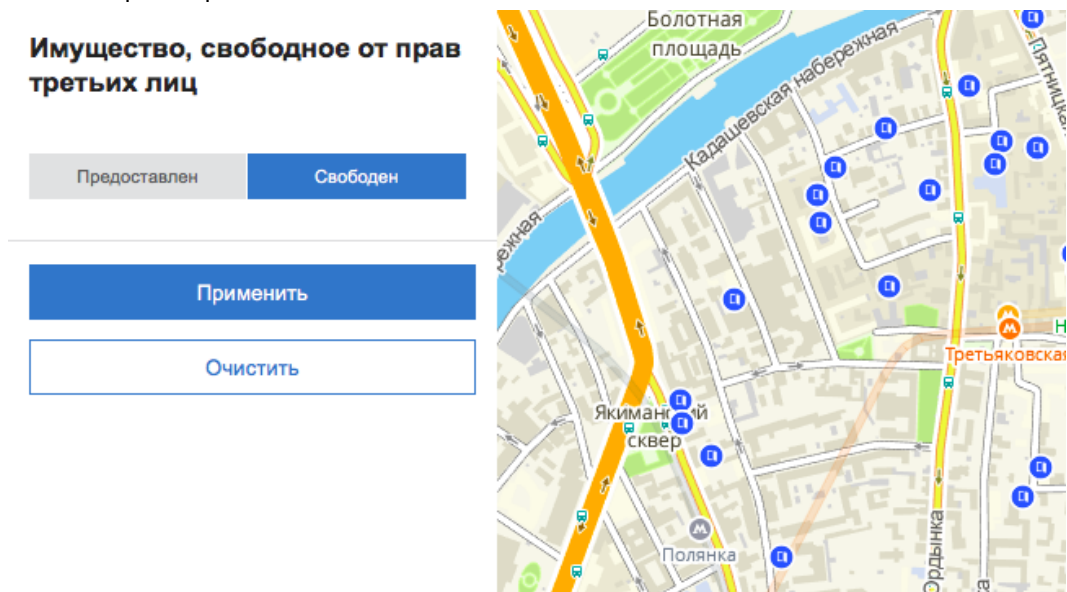 Имущество, свободное от прав
третьих лиц
Предоставлен
Свободен
Применить
Очистить
Болотная
площадь
Кадашевская набережная
Пятницкая
режная
Третьяковская
Якиманский
сквер
Полянка
Ордынка